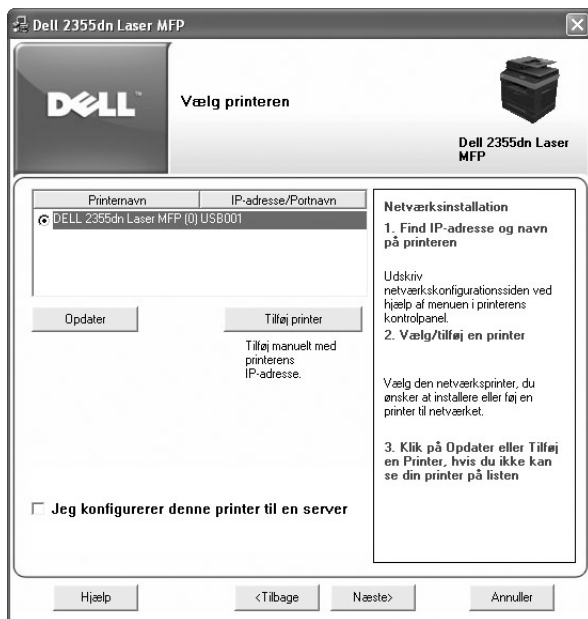 Dell 2355dn Laser MFP
DELL™
Vælg printeren
Dell 2355dn Laser
MFP
Printernavn IP-adresse/Portnavn
DELL 2355dn Laser MFP (0) USB001
Opdater
Tilføj printer
Tilføj manuelt med
printerens
IP-adresse.
Jeg konfigurerer denne printer til en server
Netværksinstallation
1. Find IP-adresse og navn
på printeren
Udskriv
netværkskonfigurationssiden ved
hjælp af menuen i printerens
kontrolpanel.
2. Vælg/tilføj en printer
Vælg den netværksprinter, du
ønsker at installere eller føj en
printer til netværket.
3. Klik på Opdater eller Tilføj
en Printer, hvis du ikke kan
se din printer på listen
Hjælp
<Tilbage
Næste>
Annuller